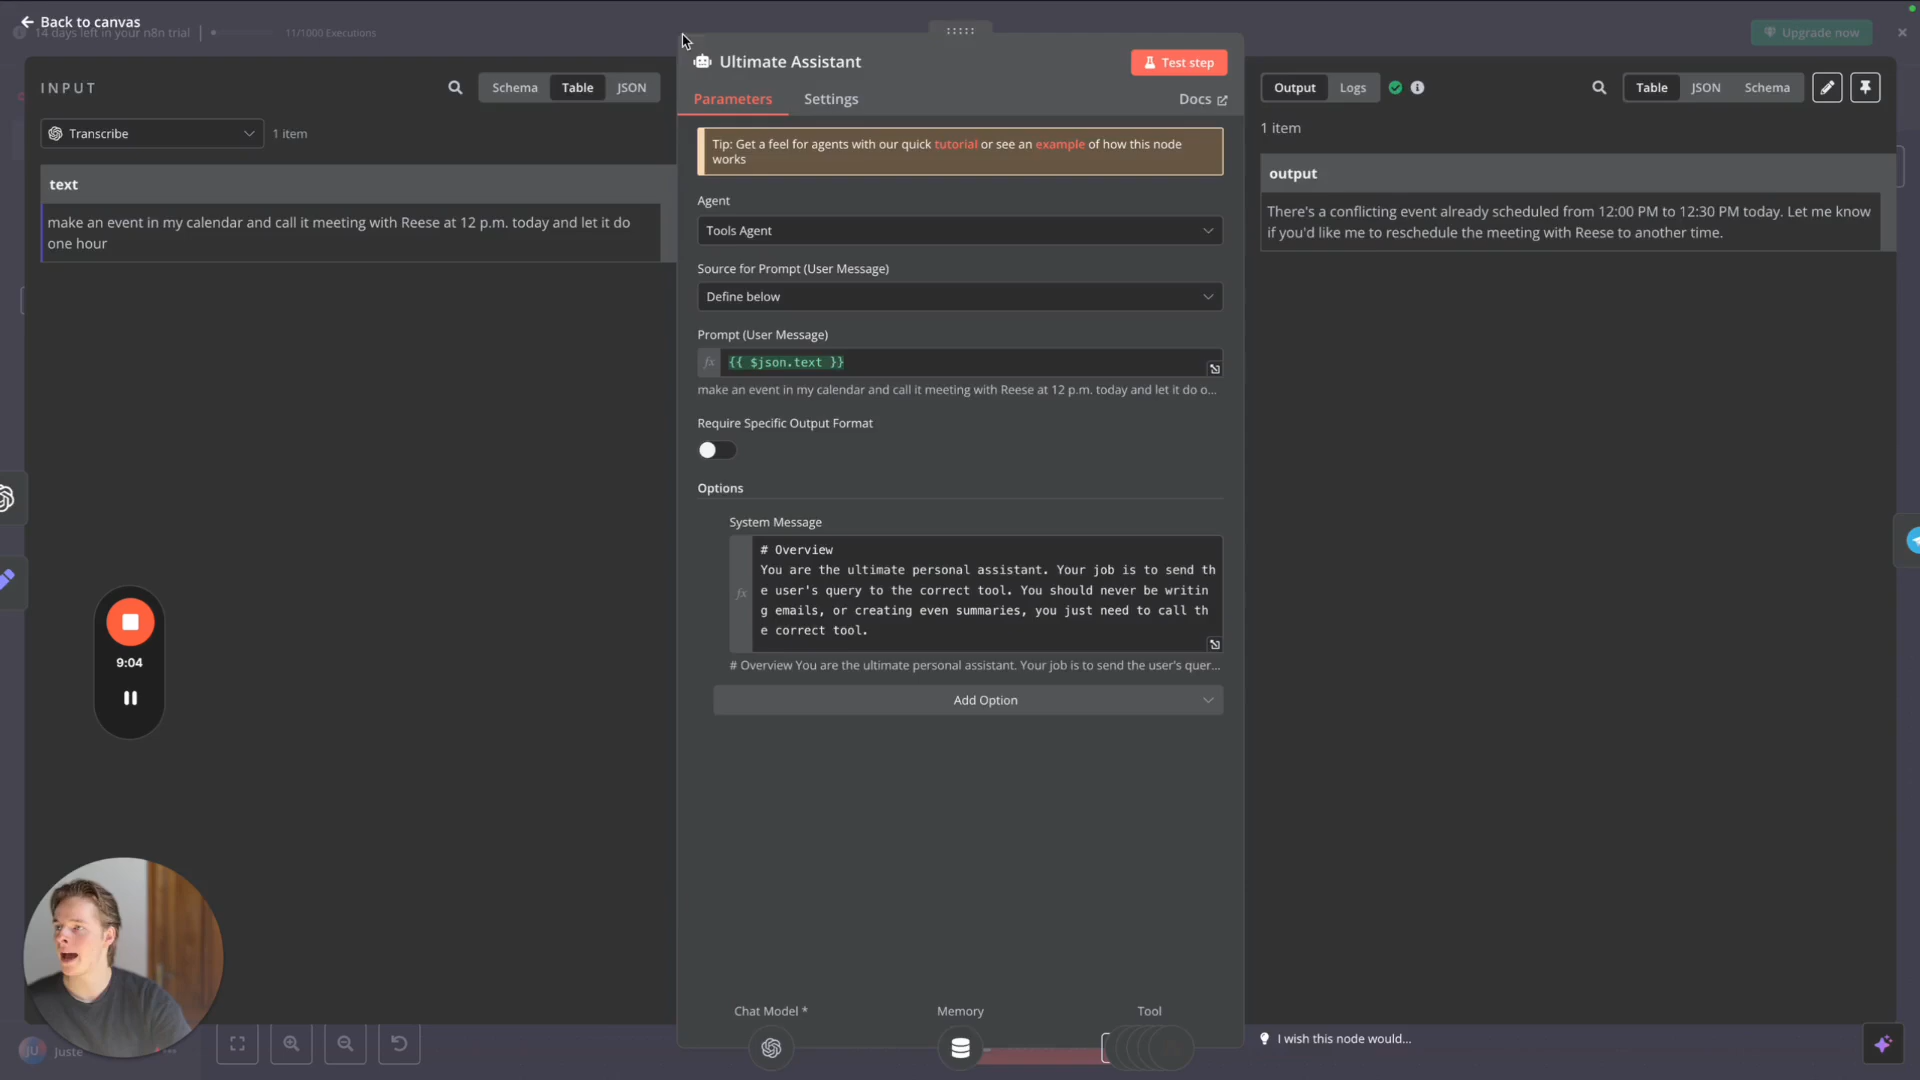 Back to canvas
14 days left in your n8n trial
11/1000 Executions
Upgrade now
INPUT
Schema
Table
JSON
Transcribe
1 item
text
make an event in my calendar and call it meeting with Reese at 12 p.m. today and let it do
one hour
Ultimate Assistant
Test step
Parameters
Settings
Docs
Tip: Get a feel for agents with our quick tutorial or see an example of how this node
works
Agent
Tools Agent
Source for Prompt (User Message)
Define below
Prompt (User Message)
fx
{{ $json.text }}
make an event in my calendar and call it meeting with Reese at 12 p.m. today and let it do o...
Require Specific Output Format
Options
System Message
# Overview
You are the ultimate personal assistant. Your job is to send th
e user's query to the correct tool. You should never be writin
g emails, or creating even summaries, you just need to call th
e correct tool.
fx
# Overview You are the ultimate personal assistant. Your job is to send the user's quer...
Add Option
Chat Model *
Memory
Tool
Output
Logs
Table
JSON
Schema
1 item
output
There's a conflicting event already scheduled from 12:00 PM to 12:30 PM today. Let me know
if you'd like me to reschedule the meeting with Reese to another time.
I wish this node would...
9:04
JU
Juste